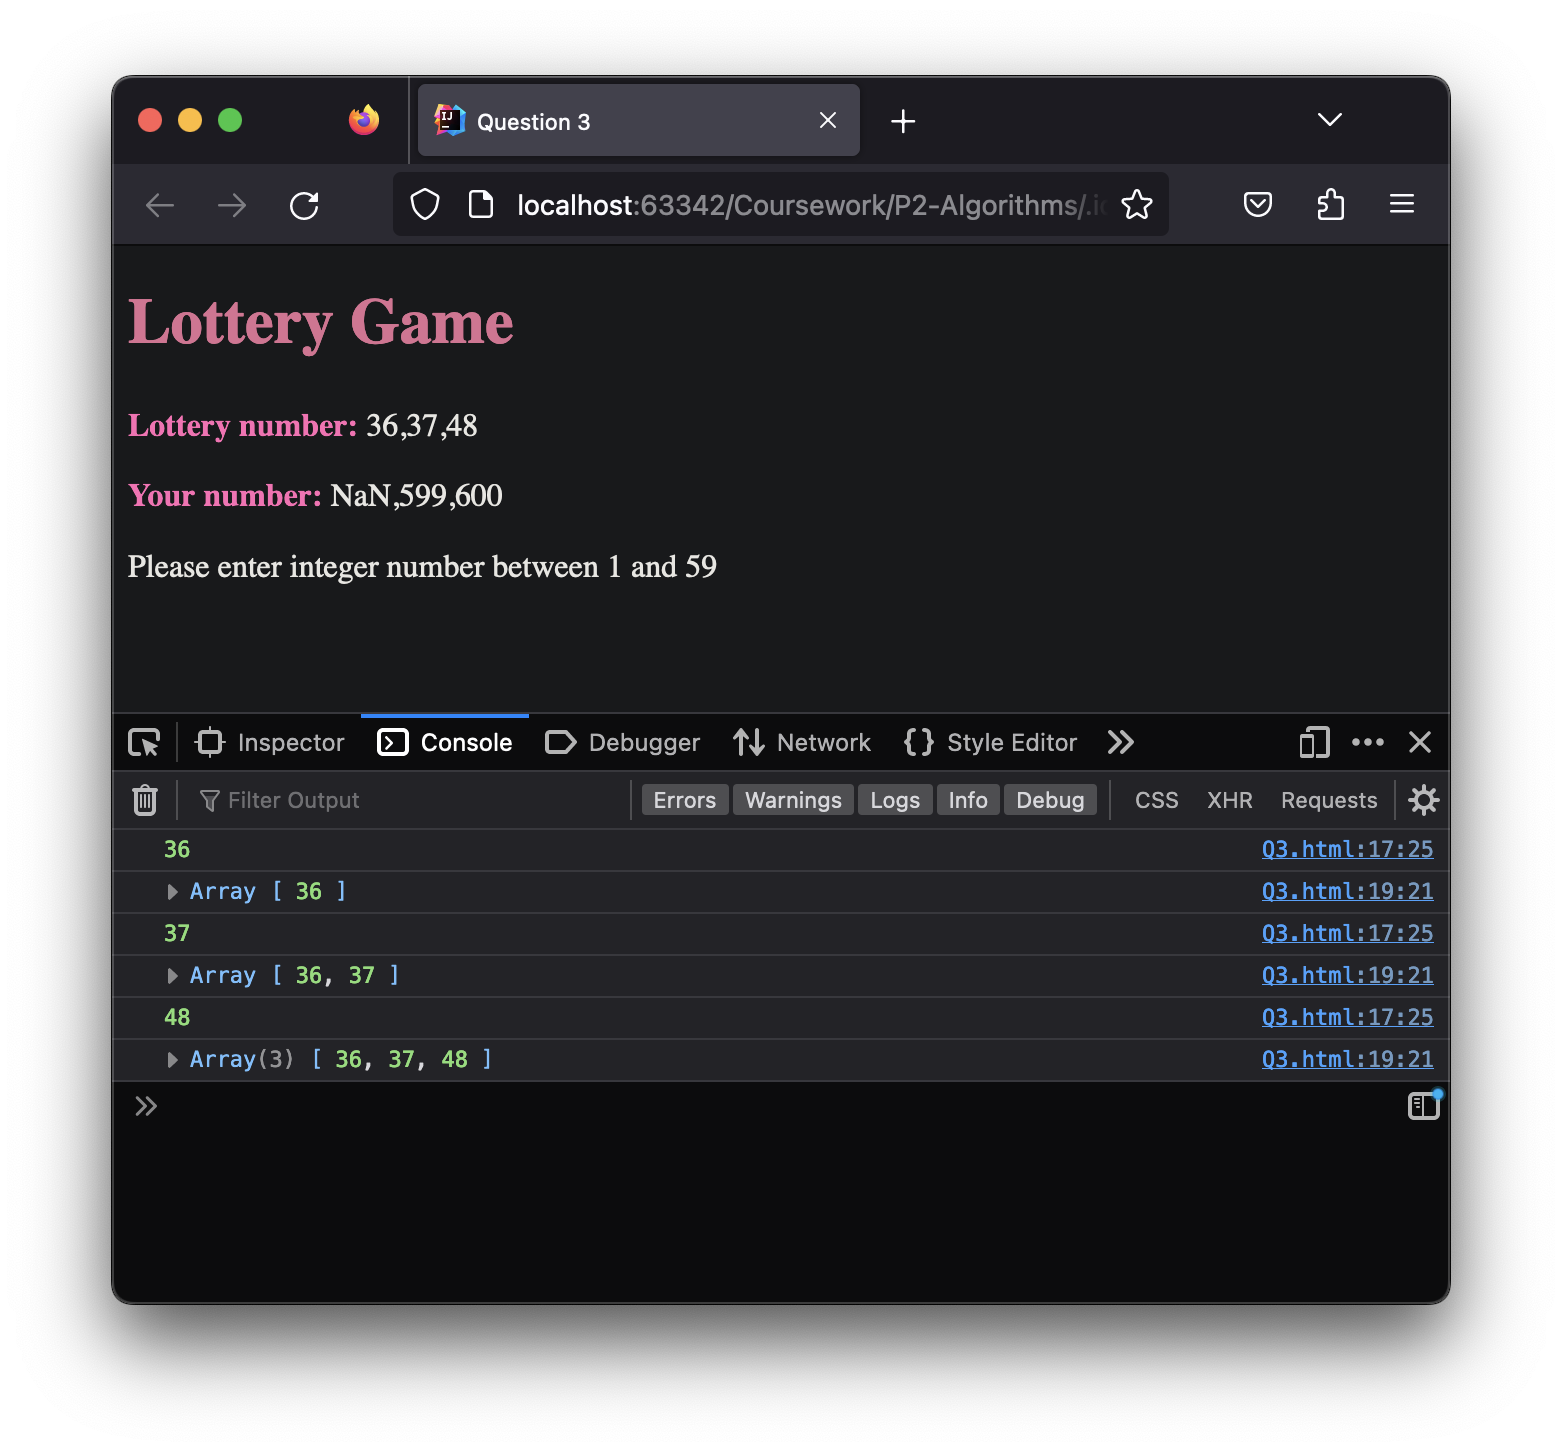 IJ
Question 3
localhost:63342/Coursework/P2-Algorithms/.i
Lottery Game
Lottery number: 36,37,48
Your number: NaN,599,600
Please enter integer number between 1 and 59
Inspector Console Debugger Network {} Style Editor
Filter Output Errors Warnings Logs Info Debug CSS XHR Requests
36 Q3.html:17:25
Array [ 36 ] Q3.html:19:21
37 Q3.html:17:25
Array [ 36, 37 ] Q3.html:19:21
48 Q3.html:17:25
Array(3) [ 36, 37, 48 ] Q3.html:19:21